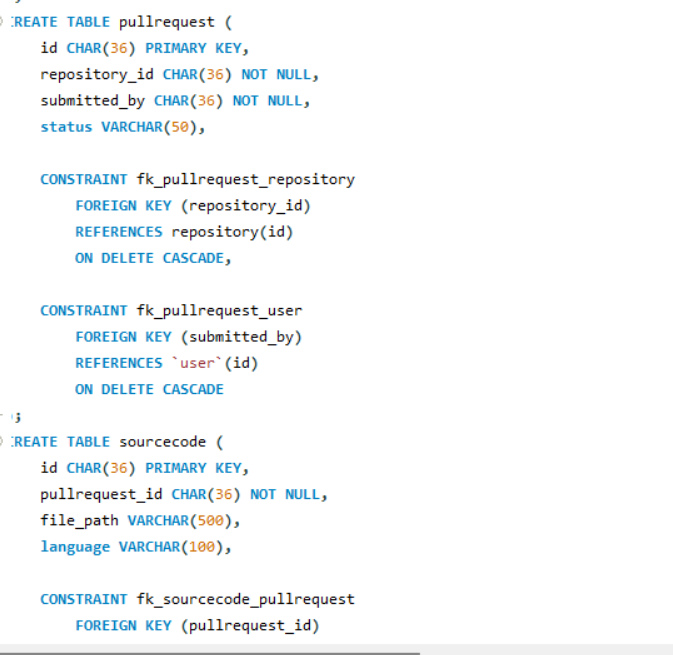 CREATE TABLE pullrequest (
id CHAR(36) PRIMARY KEY,
repository_id CHAR(36) NOT NULL,
submitted_by CHAR(36) NOT NULL,
status VARCHAR(50),
CONSTRAINT fk_pullrequest_repository
FOREIGN KEY (repository_id)
REFERENCES repository(id)
ON DELETE CASCADE,
CONSTRAINT fk_pullrequest_user
FOREIGN KEY (submitted_by)
REFERENCES `user`(id)
ON DELETE CASCADE
);
CREATE TABLE sourcecode (
id CHAR(36) PRIMARY KEY,
pullrequest_id CHAR(36) NOT NULL,
file_path VARCHAR(500),
language VARCHAR(100),
CONSTRAINT fk_sourcecode_pullrequest
FOREIGN KEY (pullrequest_id)